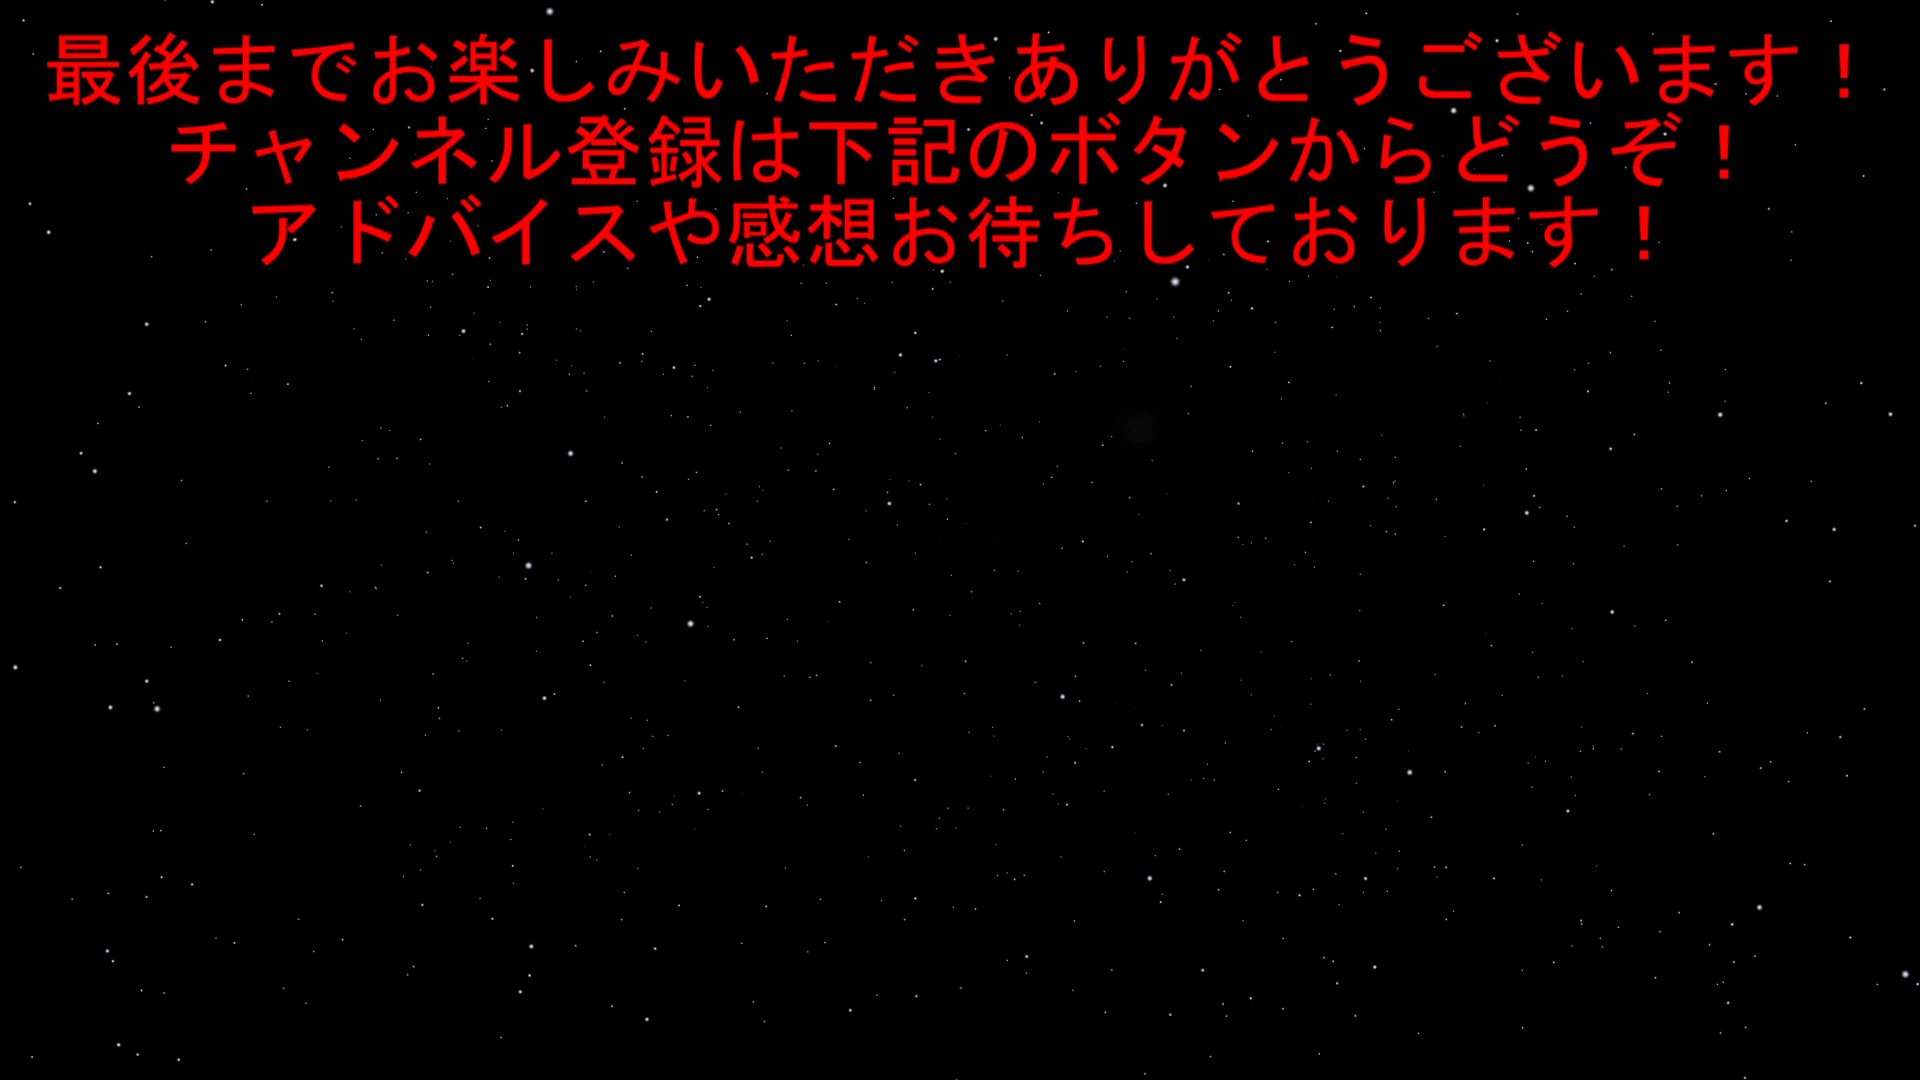 最後までお楽しみいただきありがとうございます！
チャンネル登録は下記のボタンからどうぞ！
アドバイスや感想お待ちしております！